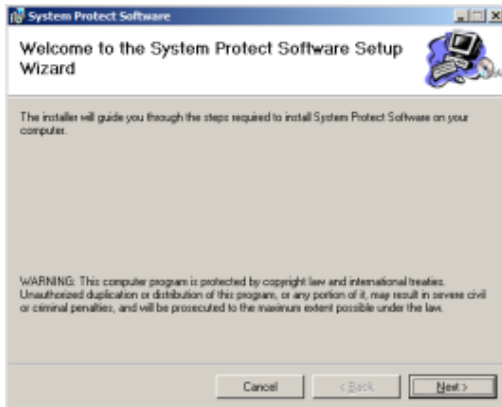 System Protect Software
Welcome to the System Protect Software Setup
Wizard
The installer will guide you through the steps required to install System Protect Software on your
computer.
WARNING: This computer program is protected by copyright law and international treaties.
Unauthorized duplication or distribution of this program, or any portion of it, may result in severe civil
or criminal penalties, and will be prosecuted to the maximum extent possible under the law.
Cancel
< Back
Next >